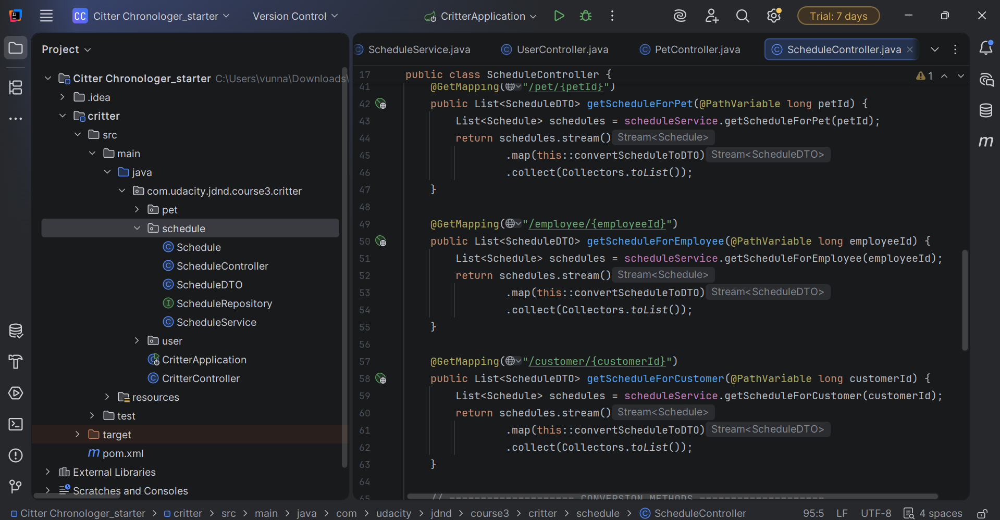 CC Citter Chronologer_starter Version Control CritterApplication Trial: 7 days
Project
Citter Chronologer_starter C:\Users\vunna\Downloads\
.idea
critter
src
main
java
com.udacity.jdnd.course3.critter
pet
schedule
Schedule
ScheduleController
ScheduleDTO
ScheduleRepository
ScheduleService
user
CritterApplication
CritterController
resources
test
target
pom.xml
External Libraries
Scratches and Consoles
ScheduleService.java UserController.java PetController.java ScheduleController.java
17 public class ScheduleController {
1
41 @GetMapping("/pet/{petId}")
42 public List<ScheduleDTO> getScheduleForPet(@PathVariable long petId) {
43 List<Schedule> schedules = scheduleService.getScheduleForPet(petId);
44 return schedules.stream() Stream<Schedule>
45 .map(this::convertScheduleToDTO) Stream<ScheduleDTO>
46 .collect(Collectors.toList());
47 }
48
49 @GetMapping("/employee/{employeeId}")
50 public List<ScheduleDTO> getScheduleForEmployee(@PathVariable long employeeId) {
51 List<Schedule> schedules = scheduleService.getScheduleForEmployee(employeeId);
52 return schedules.stream() Stream<Schedule>
53 .map(this::convertScheduleToDTO) Stream<ScheduleDTO>
54 .collect(Collectors.toList());
55 }
56
57 @GetMapping("/customer/{customerId}")
58 public List<ScheduleDTO> getScheduleForCustomer(@PathVariable long customerId) {
59 List<Schedule> schedules = scheduleService.getScheduleForCustomer(customerId);
60 return schedules.stream() Stream<Schedule>
61 .map(this::convertScheduleToDTO) Stream<ScheduleDTO>
62 .collect(Collectors.toList());
63 }
64
65 // -------------------- CONVERSION METHODS --------------------
Citter Chronologer_starter > critter > src > main > java > com > udacity > jdnd > course3 > critter > schedule > ScheduleController 95:5 LF UTF-8 4 spaces